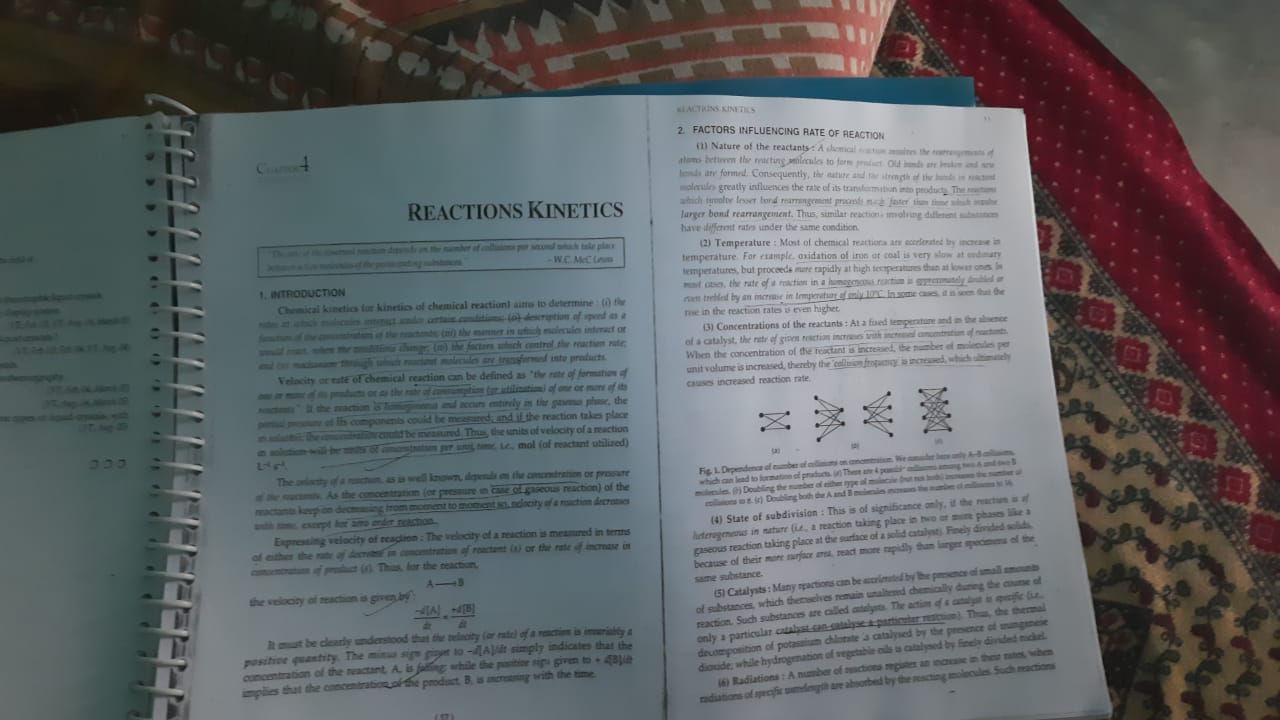 CHAPTER 4
REACTIONS KINETICS
"The rate of the chemical reaction depends on the number of collisions per second which take place
between active molecules of the participating substances."
– W.C. McC Lewis
1. INTRODUCTION
Chemical kinetics (or kinetics of chemical reaction) aims to determine : (i) the
rates at which molecules interact under certain conditions; (ii) description of speed as a
function of the concentration of the reactants; (iii) the manner in which molecules interact or
would react, when the conditions change; (iv) the factors which control the reaction rate;
and (v) mechanism through which reactant molecules are transformed into products.
Velocity or rate of chemical reaction can be defined as "the rate of formation of
one or more of its products or as the rate of consumption (or utilization) of one or more of its
reactants" If the reaction is homogeneous and occurs entirely in the gaseous phase, the
partial pressure of its components could be measured; and if the reaction takes place
in solution; the concentration could be measured. Thus, the units of velocity of a reaction
in solution will be units of concentration per unit time, i.e., mol (of reactant utilized)
L⁻¹ s⁻¹.
The velocity of a reaction, as is well known, depends on the concentration or pressure
of the reactants. As the concentration (or pressure in case of gaseous reaction) of the
reactants keep on decreasing from moment to moment so, velocity of a reaction decreases
with time, except for zero order reaction.
Expressing velocity of reaction : The velocity of a reaction is measured in terms
of either the rate of decrease in concentration of reactant (s) or the rate of increase in
concentration of product (s). Thus, for the reaction,
A ⟶ B
the velocity of reaction is given by :
–d[A]/dt = +d[B]/dt
It must be clearly understood that the velocity (or rate) of a reaction is invariably a
positive quantity. The minus sign given to –d[A]/dt simply indicates that the
concentration of the reactant, A, is falling; while the positive sign given to + d[B]/dt
implies that the concentration of the product, B, is increasing with the time.
REACTIONS KINETICS
2. FACTORS INFLUENCING RATE OF REACTION
(1) Nature of the reactants : A chemical reaction involves the rearrangements of
atoms between the reacting molecules to form product. Old bonds are broken and new
bonds are formed. Consequently, the nature and the strength of the bonds in reactant
molecules greatly influences the rate of its transformation into products. The reactions
which involve lesser bond rearrangement proceeds much faster than those which involve
larger bond rearrangement. Thus, similar reactions involving different substances
have different rates under the same condition.
(2) Temperature : Most of chemical reactions are accelerated by increase in
temperature. For example, oxidation of iron or coal is very slow at ordinary
temperatures, but proceeds more rapidly at high temperatures than at lower ones. In
most cases, the rate of a reaction in a homogeneous reaction is approximately doubled or
even trebled by an increase in temperature of only 10°C. In some cases, it is seen that the
rise in the reaction rates is even higher.
(3) Concentrations of the reactants : At a fixed temperature and in the absence
of a catalyst, the rate of given reaction increases with increased concentration of reactants.
When the concentration of the reactant is increased, the number of molecules per
unit volume is increased, thereby the 'collision frequency' is increased, which ultimately
causes increased reaction rate.
(a) (b) (c)
Fig. 1. Dependence of number of collisions on concentration. We consider here only A–B collisions,
which can lead to formation of products. (a) There are 4 possible collisions among two A and two B
molecules. (b) Doubling the number of either type of molecule (but not both) increases the number of
collisions to 8. (c) Doubling both the A and B molecules increases the number of collisions to 16.
(4) State of subdivision : This is of significance only, if the reaction is of
heterogeneous in nature (i.e., a reaction taking place in two or more phases like a
gaseous reaction taking place at the surface of a solid catalyst). Finely divided solids,
because of their more surface area, react more rapidly than larger specimens of the
same substance.
(5) Catalysts : Many reactions can be accelerated by the presence of small amounts
of substances, which themselves remain unaltered chemically during the course of
reaction. Such substances are called catalysts. The action of a catalyst is specific (i.e.,
only a particular catalyst can catalyse a particular reaction). Thus, the thermal
decomposition of potassium chlorate is catalysed by the presence of manganese
dioxide; while hydrogenation of vegetable oils is catalysed by finely divided nickel.
(6) Radiations : A number of reactions register an increase in their rates, when
radiations of specific wavelength are absorbed by the reacting molecules. Such reactions